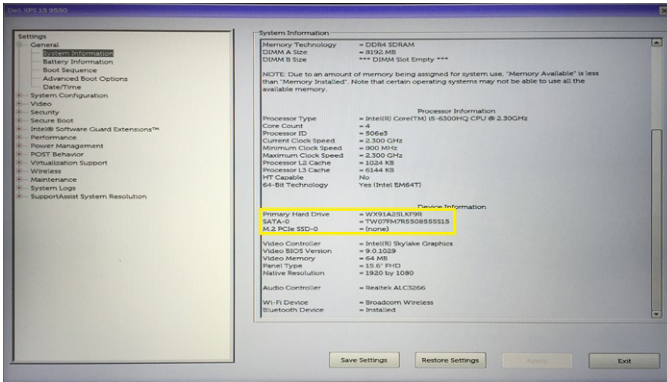 Dell XPS 15 9550
Settings
General
System Information
Battery Information
Boot Sequence
Advanced Boot Options
Date/Time
System Configuration
Video
Security
Secure Boot
Intel® Software Guard Extensions™
Performance
Power Management
POST Behavior
Virtualization Support
Wireless
Maintenance
System Logs
SupportAssist System Resolution
System Information
Memory Technology = DDR4 SDRAM
DIMM A Size = 8192 MB
DIMM B Size *** DIMM Slot Empty ***
NOTE: Due to an amount of memory being assigned for system use, "Memory Available" is less
than "Memory Installed". Note that certain operating systems may not be able to use all the
available memory.
Processor Information
Processor Type = Intel(R) Core(TM) i5-6300HQ CPU @ 2.30GHz
Core Count = 4
Processor ID = 506e3
Current Clock Speed = 2.300 GHz
Minimum Clock Speed = 800 MHz
Maximum Clock Speed = 2.300 GHz
Processor L2 Cache = 1024 KB
Processor L3 Cache = 6144 KB
HT Capable No
64-Bit Technology Yes (Intel EM64T)
Device Information
Primary Hard Drive = WX91A25LKP9R
SATA-0 = TW07FM7R5508555S15
M.2 PCIe SSD-0 = {none}
Video Controller = Intel(R) Skylake Graphics
Video BIOS Version = 9.0.1029
Video Memory = 64 MB
Panel Type = 15.6" FHD
Native Resolution = 1920 by 1080
Audio Controller = Realtek ALC3266
Wi-Fi Device = Broadcom Wireless
Bluetooth Device = Installed
Save Settings
Restore Settings
Apply
Exit